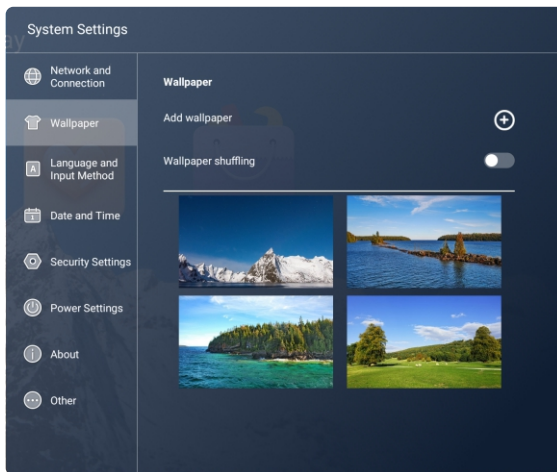 System Settings
Network and
Connection
Wallpaper
Language and
Input Method
Date and Time
Security Settings
Power Settings
About
Other
Wallpaper
Add wallpaper
Wallpaper shuffling
A
1